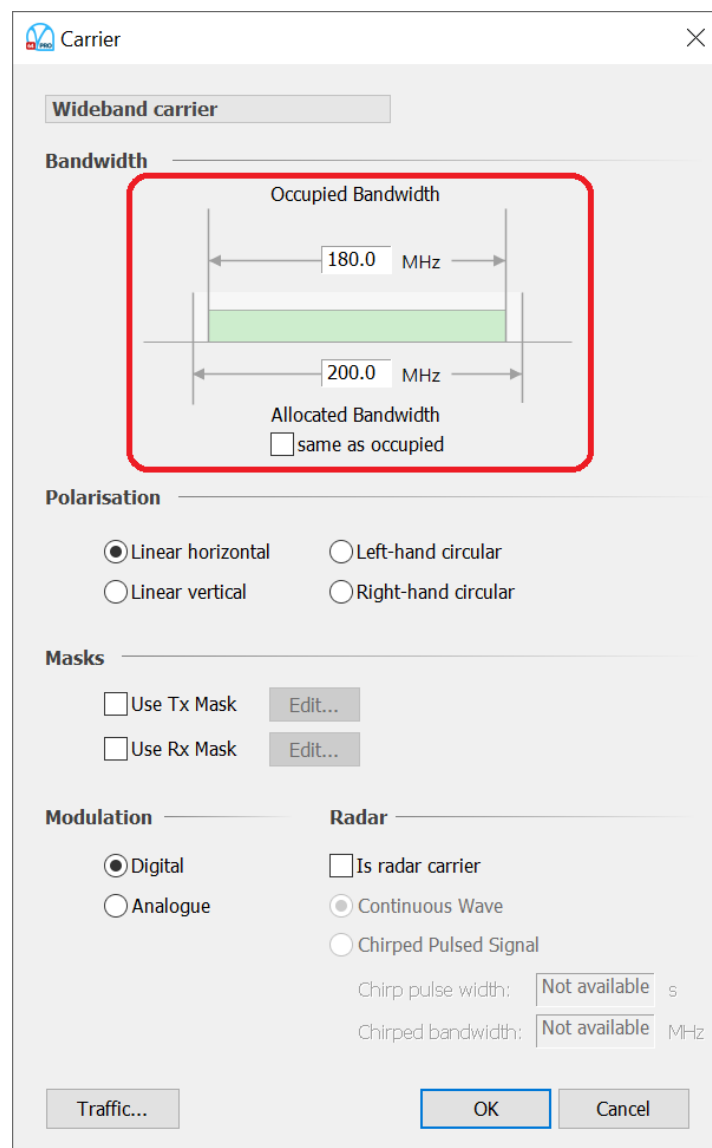 Carrier
Wideband carrier
Bandwidth
Occupied Bandwidth
180.0 MHz
200.0 MHz
Allocated Bandwidth
same as occupied
Polarisation
Linear horizontal Left-hand circular
Linear vertical Right-hand circular
Masks
Use Tx Mask Edit...
Use Rx Mask Edit...
Modulation Radar
Digital Is radar carrier
Analogue Continuous Wave
Chirped Pulsed Signal
Chirp pulse width: Not available s
Chirped bandwidth: Not available MHz
Traffic... OK Cancel